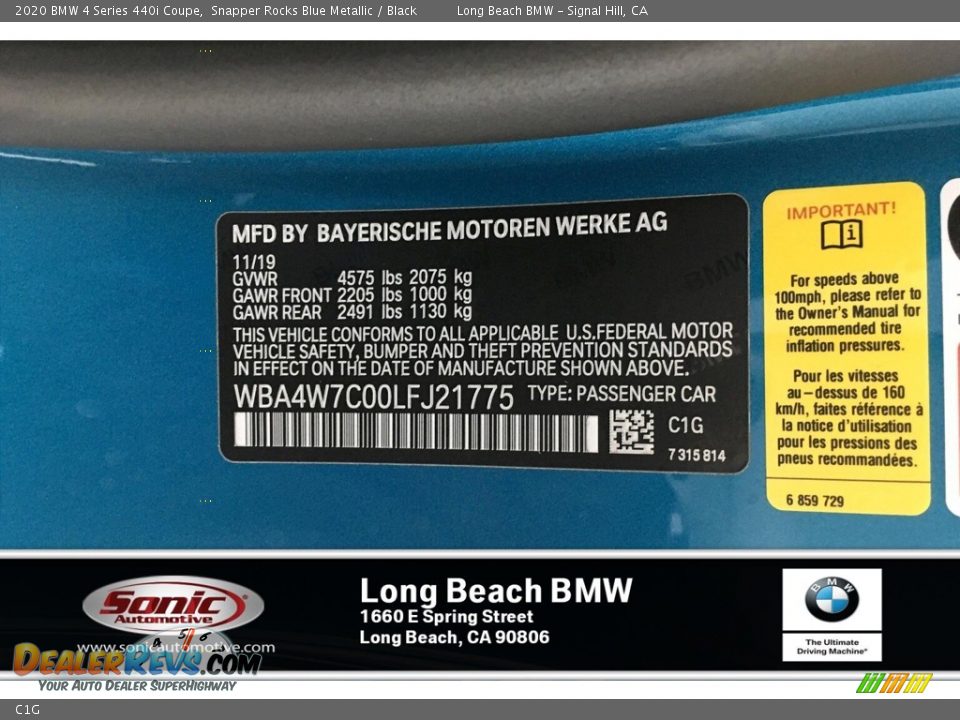 2020 BMW 4 Series 440i Coupe,  Snapper Rocks Blue Metallic / Black    Long Beach BMW - Signal Hill, CA
MFD BY BAYERISCHE MOTOREN WERKE AG
11/19
GVWR 4575 lbs 2075 kg
GAWR FRONT 2205 lbs 1000 kg
GAWR REAR 2491 lbs 1130 kg
THIS VEHICLE CONFORMS TO ALL APPLICABLE U.S.FEDERAL MOTOR
VEHICLE SAFETY, BUMPER AND THEFT PREVENTION STANDARDS
IN EFFECT ON THE DATE OF MANUFACTURE SHOWN ABOVE.
WBA4W7C00LFJ21775 TYPE: PASSENGER CAR
C1G
7 315 814
IMPORTANT!
For speeds above
100mph, please refer to
the Owner's Manual for
recommended tire
inflation pressures.
Pour les vitesses
au-dessus de 160
km/h, faites référence à
la notice d'utilisation
pour les pressions des
pneus recommandées.
6 859 729
Sonic
Automotive
www.sonicautomotive.com
Long Beach BMW
1660 E Spring Street
Long Beach, CA 90806
BMW
The Ultimate
Driving Machine®
DealerRevs.com
Your Auto Dealer SuperHighway
C1G